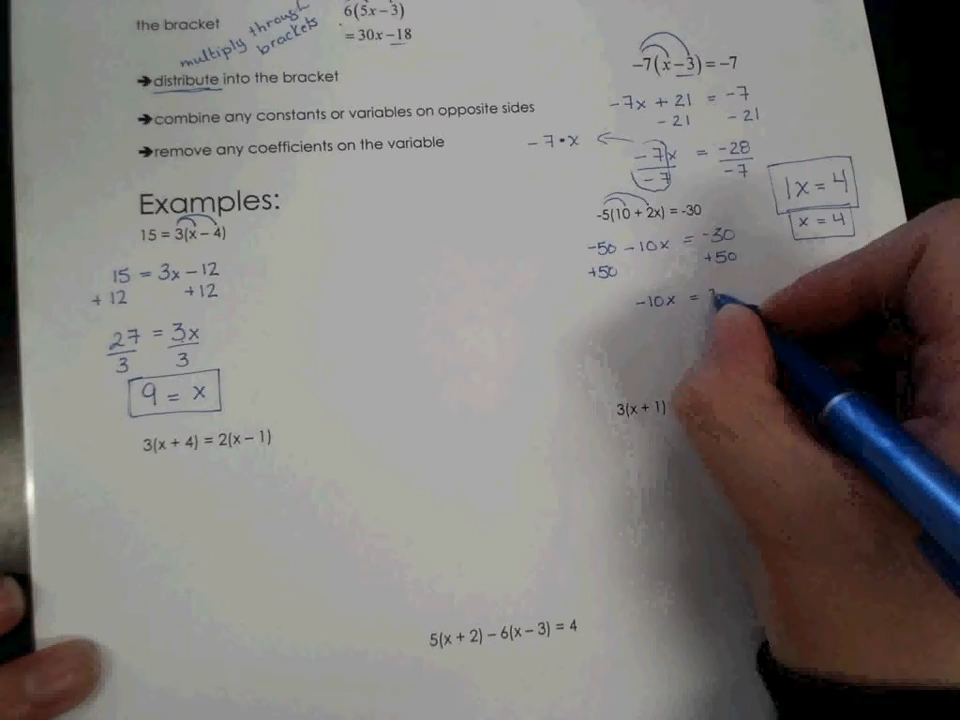 the bracket
multiply through
brackets
6(5x – 3)
= 30x – 18
➔distribute into the bracket
➔combine any constants or variables on opposite sides
➔remove any coefficients on the variable
Examples:
15 = 3(x – 4)
15 = 3x – 12
+ 12 +12
27 = 3x
3 3
9 = x
3(x + 4) = 2(x – 1)
–7(x – 3) = –7
–7x + 21 = –7
– 21 – 21
– 7 • x ← –7x = –28
–7 –7
1x = 4
x = 4
-5(10 + 2x) = -30
–50 – 10x = –30
+50 +50
–10x =
3(x + 1)
5(x + 2) – 6(x – 3) = 4